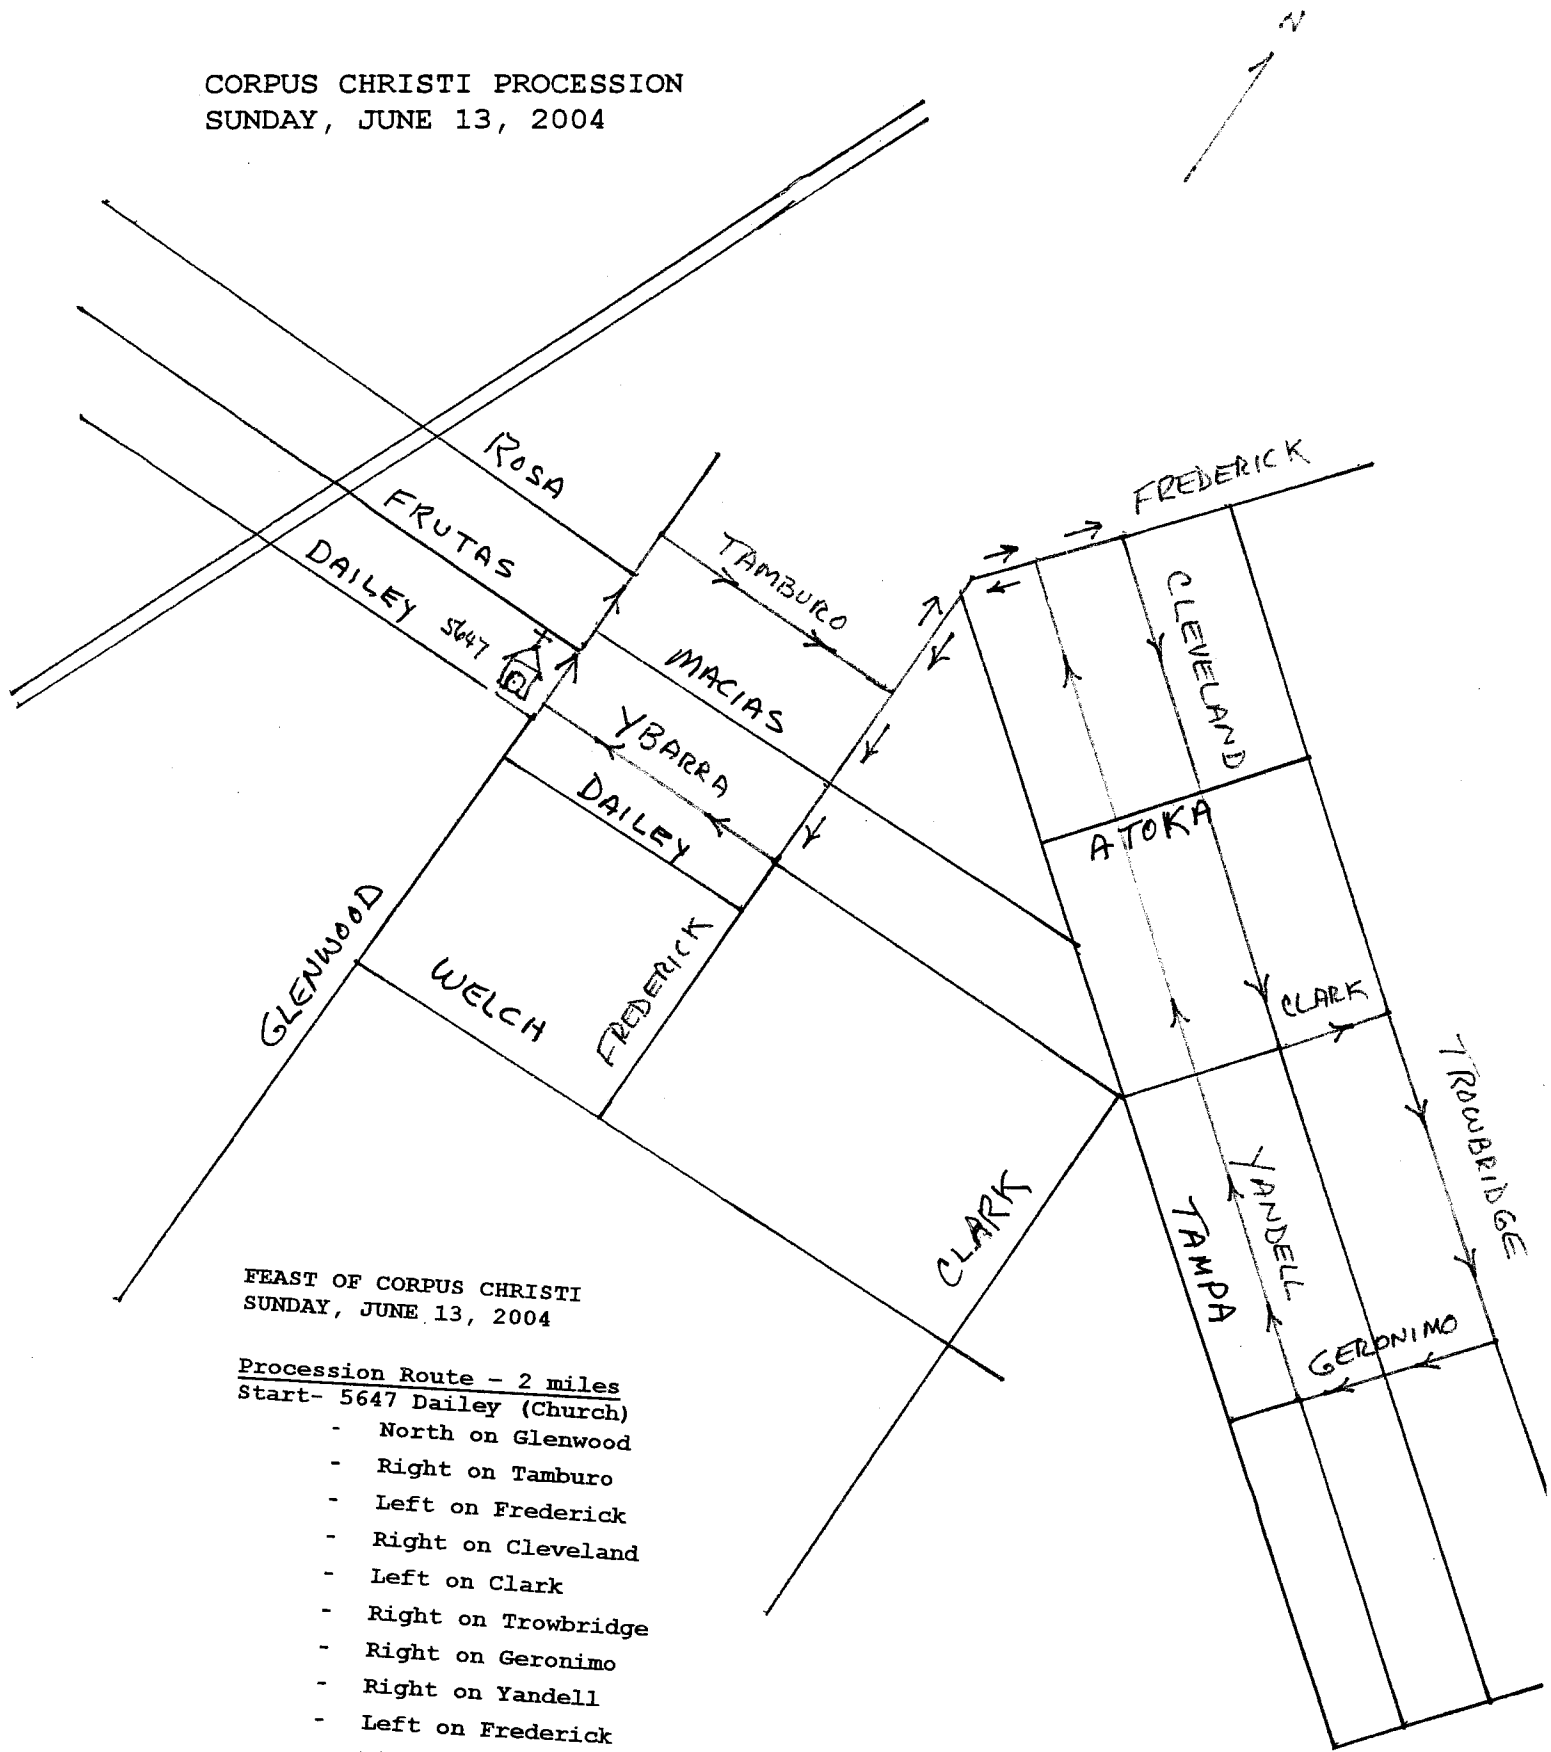 N
CORPUS CHRISTI PROCESSION
SUNDAY, JUNE 13, 2004
ROSA
FRUTAS
DAILEY 5647
TAMBURO
FREDERICK
CLEVELAND
MACIAS
YBARRA
DAILEY
ATOKA
GLENWOOD
WELCH
FREDERICK
CLARK
TROWBRIDGE
CLARK
YANDELL
TAMPA
GERONIMO
FEAST OF CORPUS CHRISTI
SUNDAY, JUNE 13, 2004
Procession Route - 2 miles
Start- 5647 Dailey (Church)
- North on Glenwood
- Right on Tamburo
- Left on Frederick
- Right on Cleveland
- Left on Clark
- Right on Trowbridge
- Right on Geronimo
- Right on Yandell
- Left on Frederick